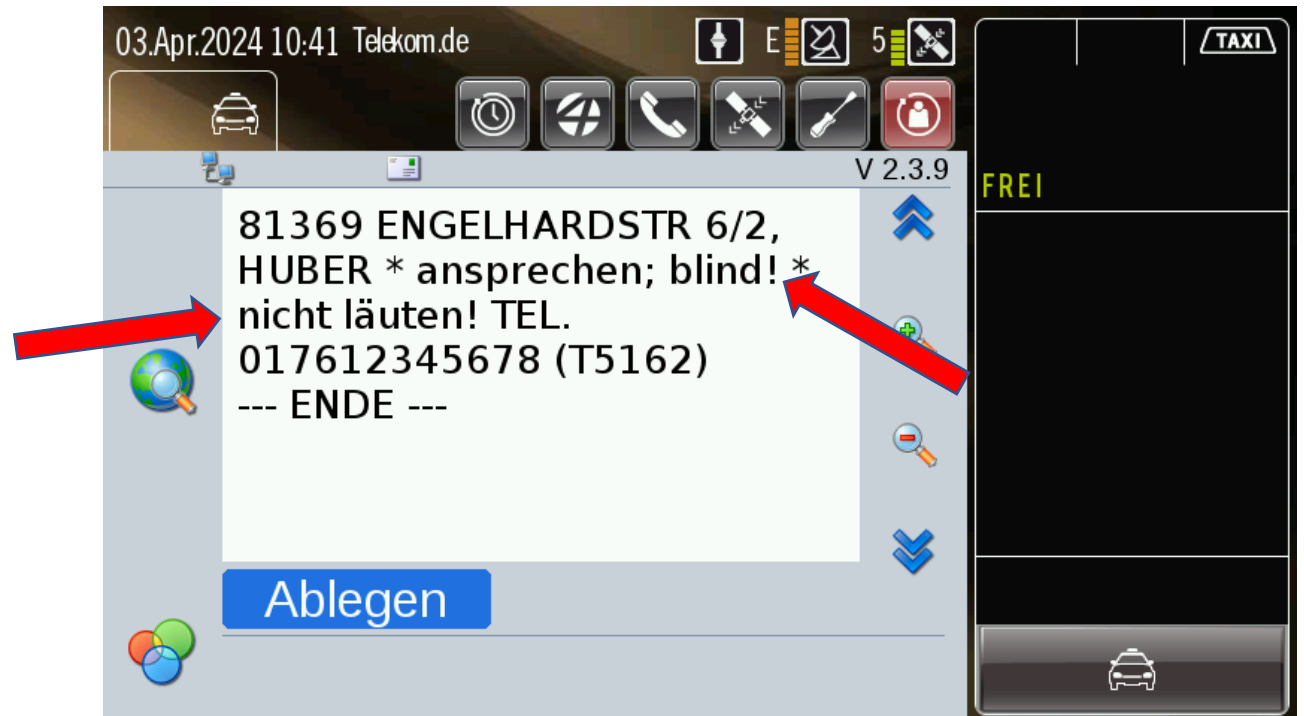 03.Apr.2024 10:41 Telekom.de E 5
TAXI
V 2.3.9
FREI
81369 ENGELHARDSTR 6/2,
HUBER * ansprechen; blind! *
nicht läuten! TEL.
017612345678 (T5162)
--- ENDE ---
Ablegen